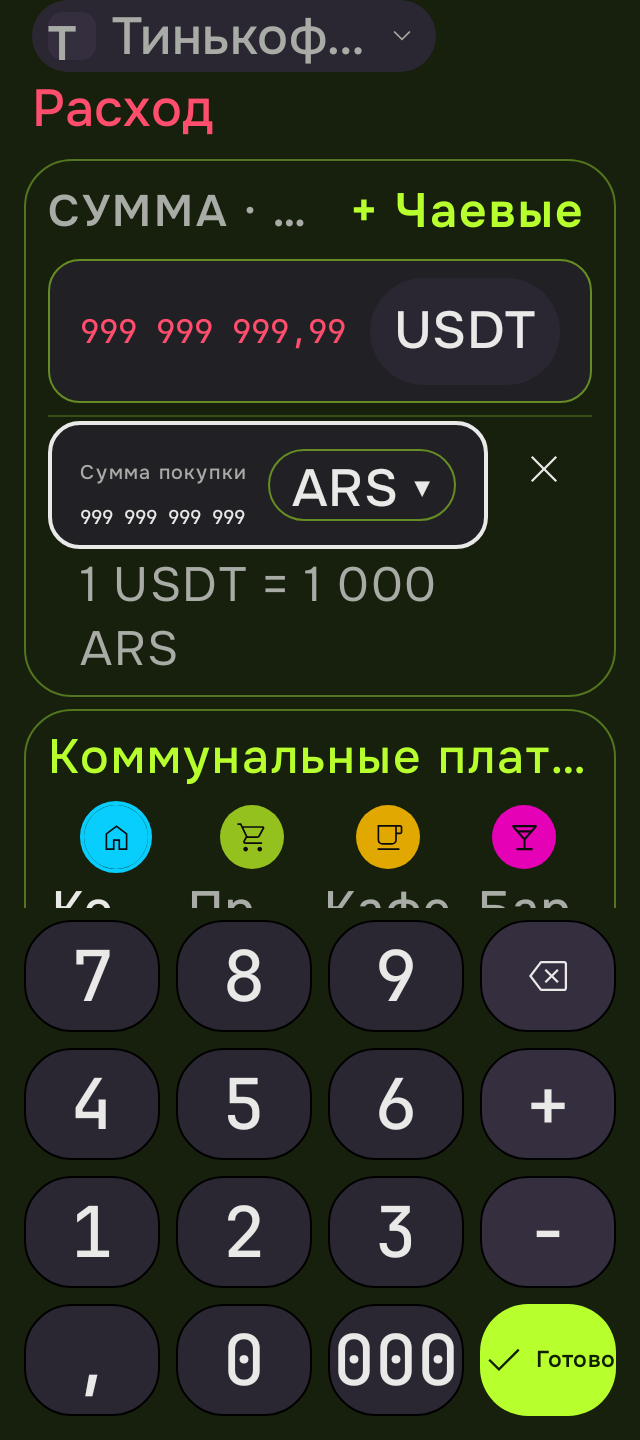 T Тинькоф...
Расход
СУММА · ... + Чаевые
999 999 999,99 USDT
Сумма покупки
999 999 999 999
ARS ▾
1 USDT = 1 000
ARS
Коммунальные плат...
Кафе Бар
7 8 9
4 5 6 +
1 2 3 -
, 0 000 Готово